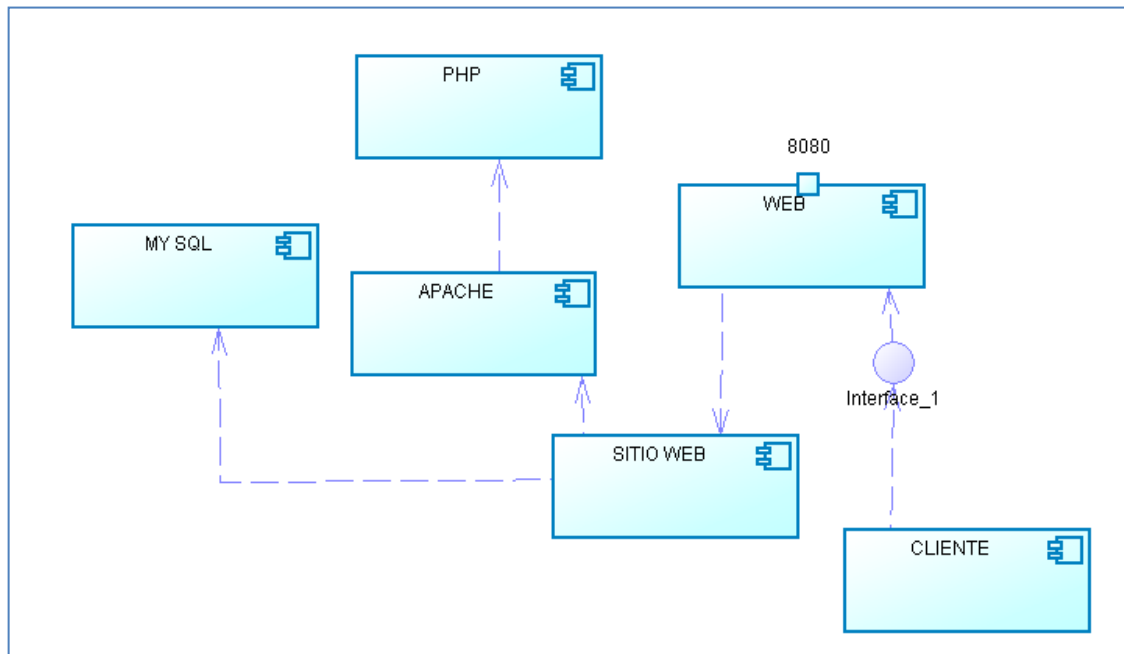 PHP
8080
WEB
MY SQL
APACHE
Interface_1
SITIO WEB
CLIENTE